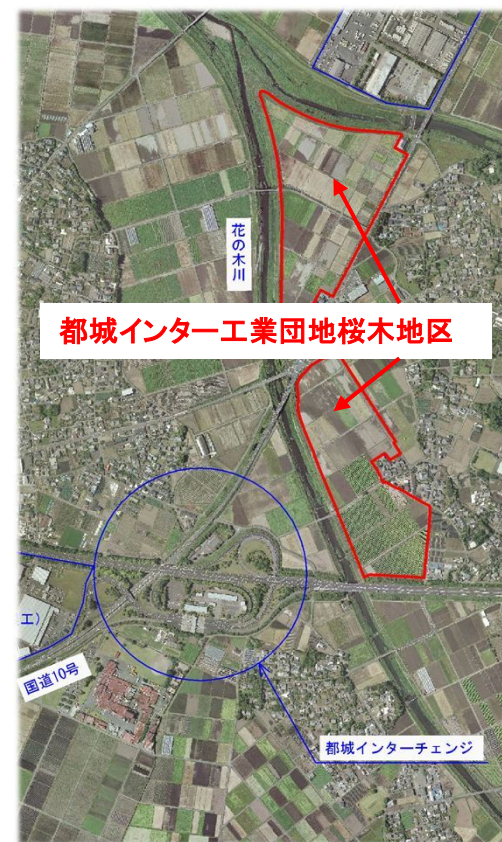 花の木川
都城インター工業団地桜木地区
工）
国道10号
都城インターチェンジ